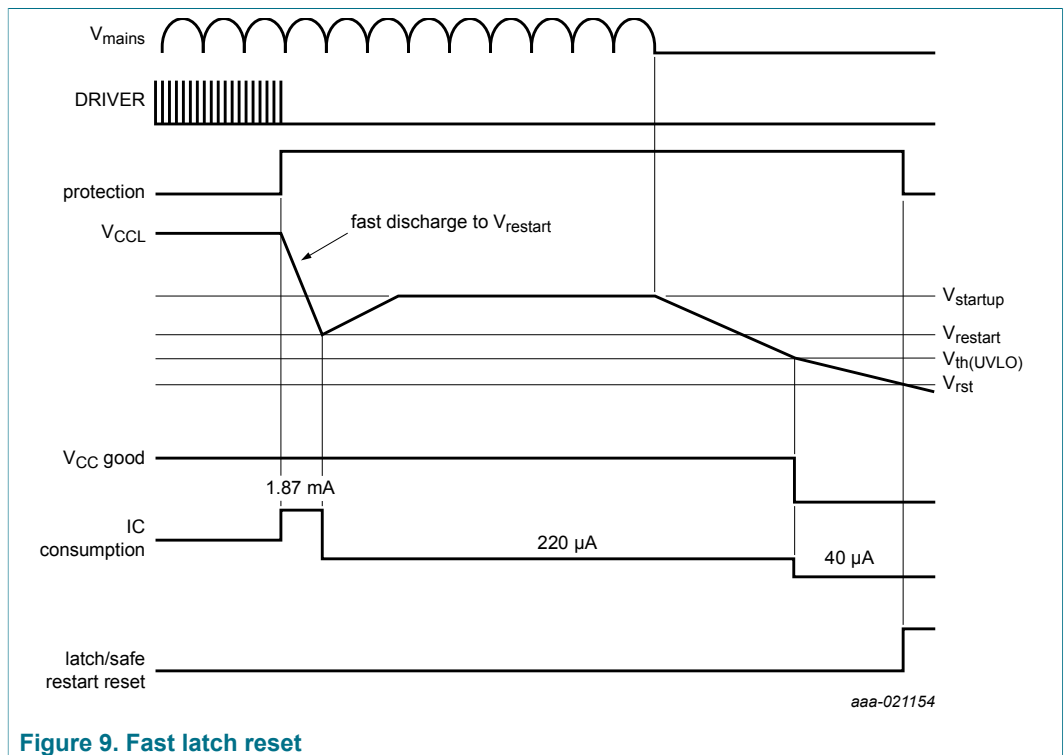 Vmains
DRIVER
protection
VCCL
fast discharge to Vrestart
Vstartup
Vrestart
Vth(UVLO)
Vrst
VCC good
1.87 mA
IC
consumption
220 µA
40 µA
latch/safe
restart reset
aaa-021154
Figure 9. Fast latch reset